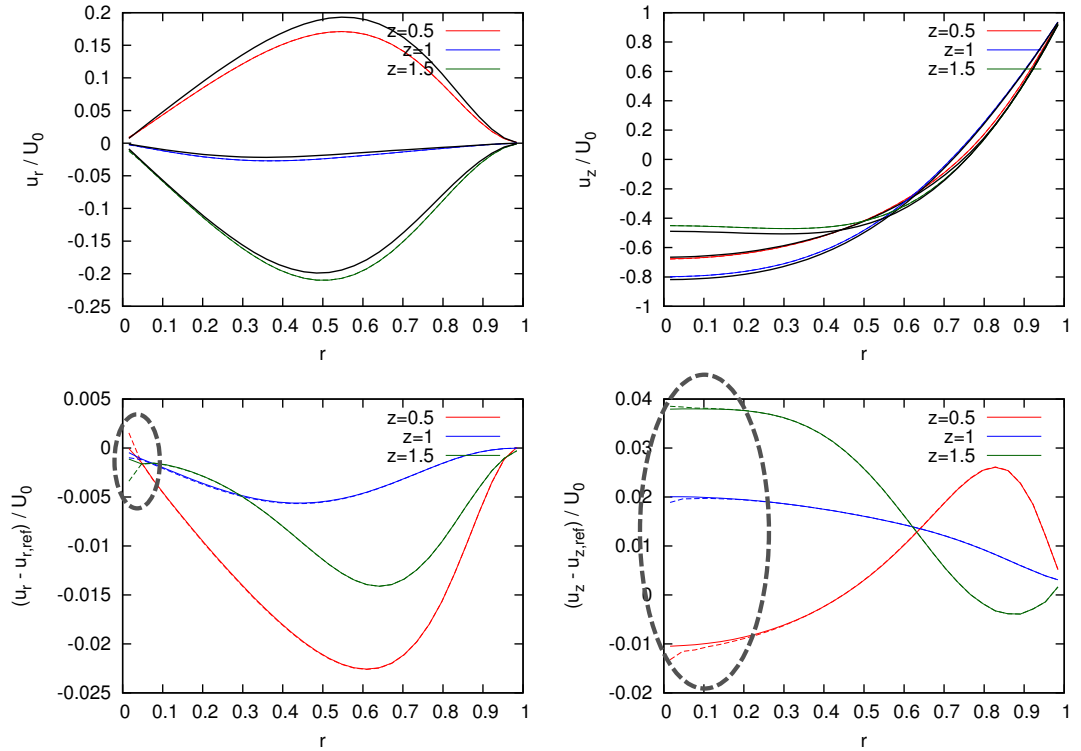 0.2
0.15
0.1
0.05
0
-0.05
-0.1
-0.15
-0.2
-0.25
u_r / U_0
z=0.5
z=1
z=1.5
0 0.1 0.2 0.3 0.4 0.5 0.6 0.7 0.8 0.9 1
r
1
0.8
0.6
0.4
0.2
0
-0.2
-0.4
-0.6
-0.8
-1
u_z / U_0
z=0.5
z=1
z=1.5
0 0.1 0.2 0.3 0.4 0.5 0.6 0.7 0.8 0.9 1
r
0.005
0
-0.005
-0.01
-0.015
-0.02
-0.025
(u_r - u_{r,ref}) / U_0
z=0.5
z=1
z=1.5
0 0.1 0.2 0.3 0.4 0.5 0.6 0.7 0.8 0.9 1
r
0.04
0.03
0.02
0.01
0
-0.01
-0.02
(u_z - u_{z,ref}) / U_0
z=0.5
z=1
z=1.5
0 0.1 0.2 0.3 0.4 0.5 0.6 0.7 0.8 0.9 1
r